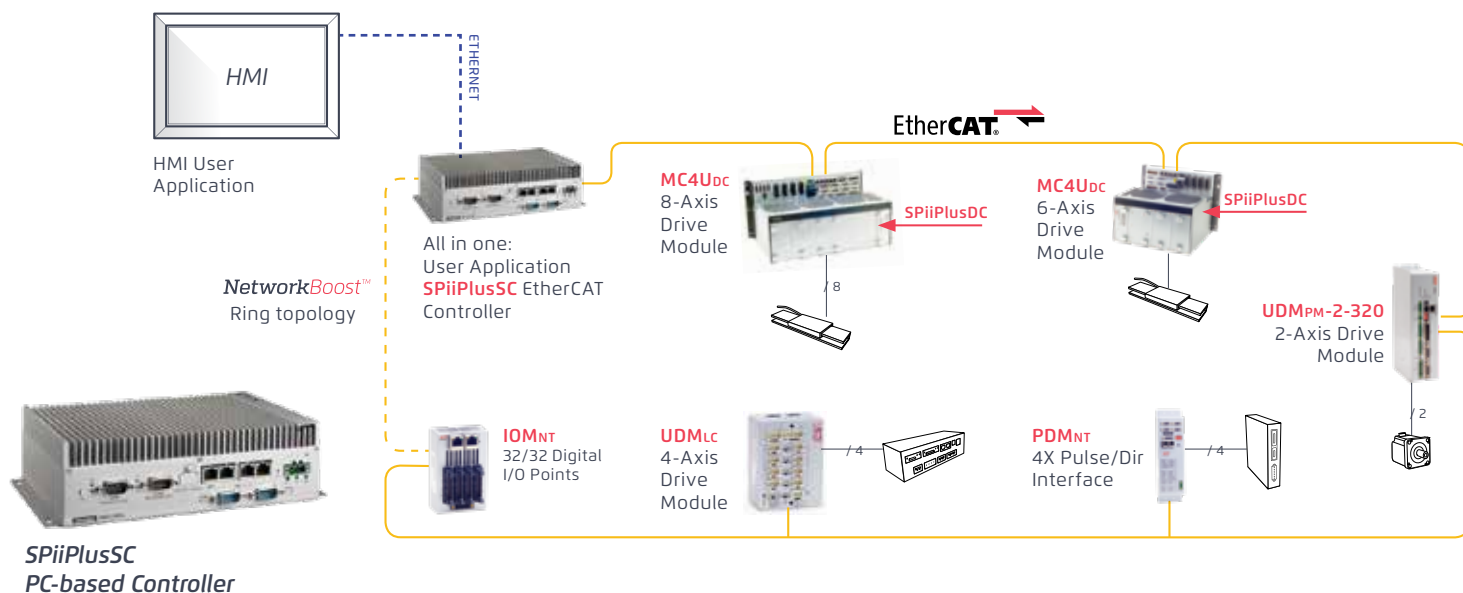 HMI
ETHERNET
HMI User
Application
EtherCAT®
MC4UDC
8-Axis
Drive
Module
SPiiPlusDC
MC4UDC
6-Axis
Drive
Module
SPiiPlusDC
All in one:
User Application
SPiiPlusSC EtherCAT
Controller
NetworkBoost™
Ring topology
/ 8
UDMPM-2-320
2-Axis Drive
Module
/ 2
IOMNT
32/32 Digital
I/O Points
UDMLC
4-Axis
Drive
Module
/ 4
PDMNT
4X Pulse/Dir
Interface
/ 4
SPiiPlusSC
PC-based Controller